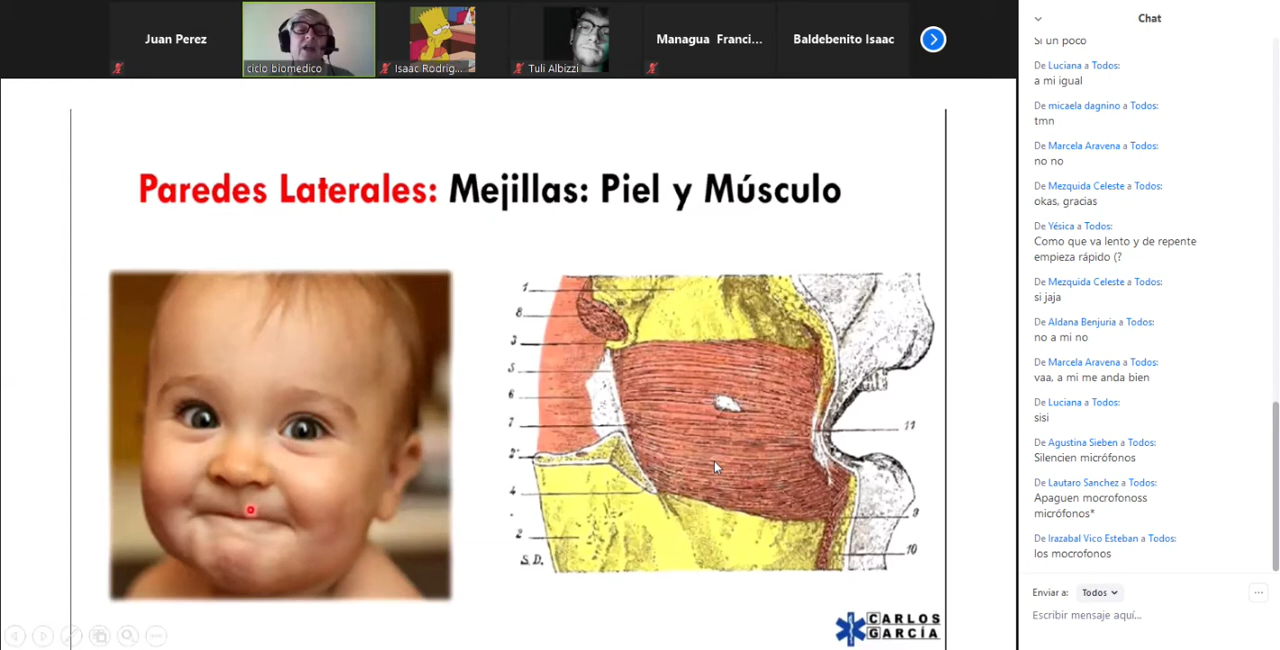 Juan Perez
ciclo biomedico
Isaac Rodrig...
Tuli Albizzi
Managua Franci...
Baldebenito Isaac
Paredes Laterales: Mejillas: Piel y Músculo
1
8
3
5
6
7
2'
4
2
S.D.
11
9
10
CARLOS
GARCÍA
Chat
Si un poco
De Luciana a Todos:
a mi igual
De micaela dagnino a Todos:
tmn
De Marcela Aravena a Todos:
no no
De Mezquida Celeste a Todos:
okas, gracias
De Yésica a Todos:
Como que va lento y de repente
empieza rápido (?
De Mezquida Celeste a Todos:
si jaja
De Aldana Benjuria a Todos:
no a mi no
De Marcela Aravena a Todos:
vaa, a mi me anda bien
De Luciana a Todos:
sisi
De Agustina Sieben a Todos:
Silencien micrófonos
De Lautaro Sanchez a Todos:
Apaguen mocrofonoss
micrófonos*
De Irazabal Vico Esteban a Todos:
los mocrofonos
Enviar a: Todos
Escribir mensaje aquí...